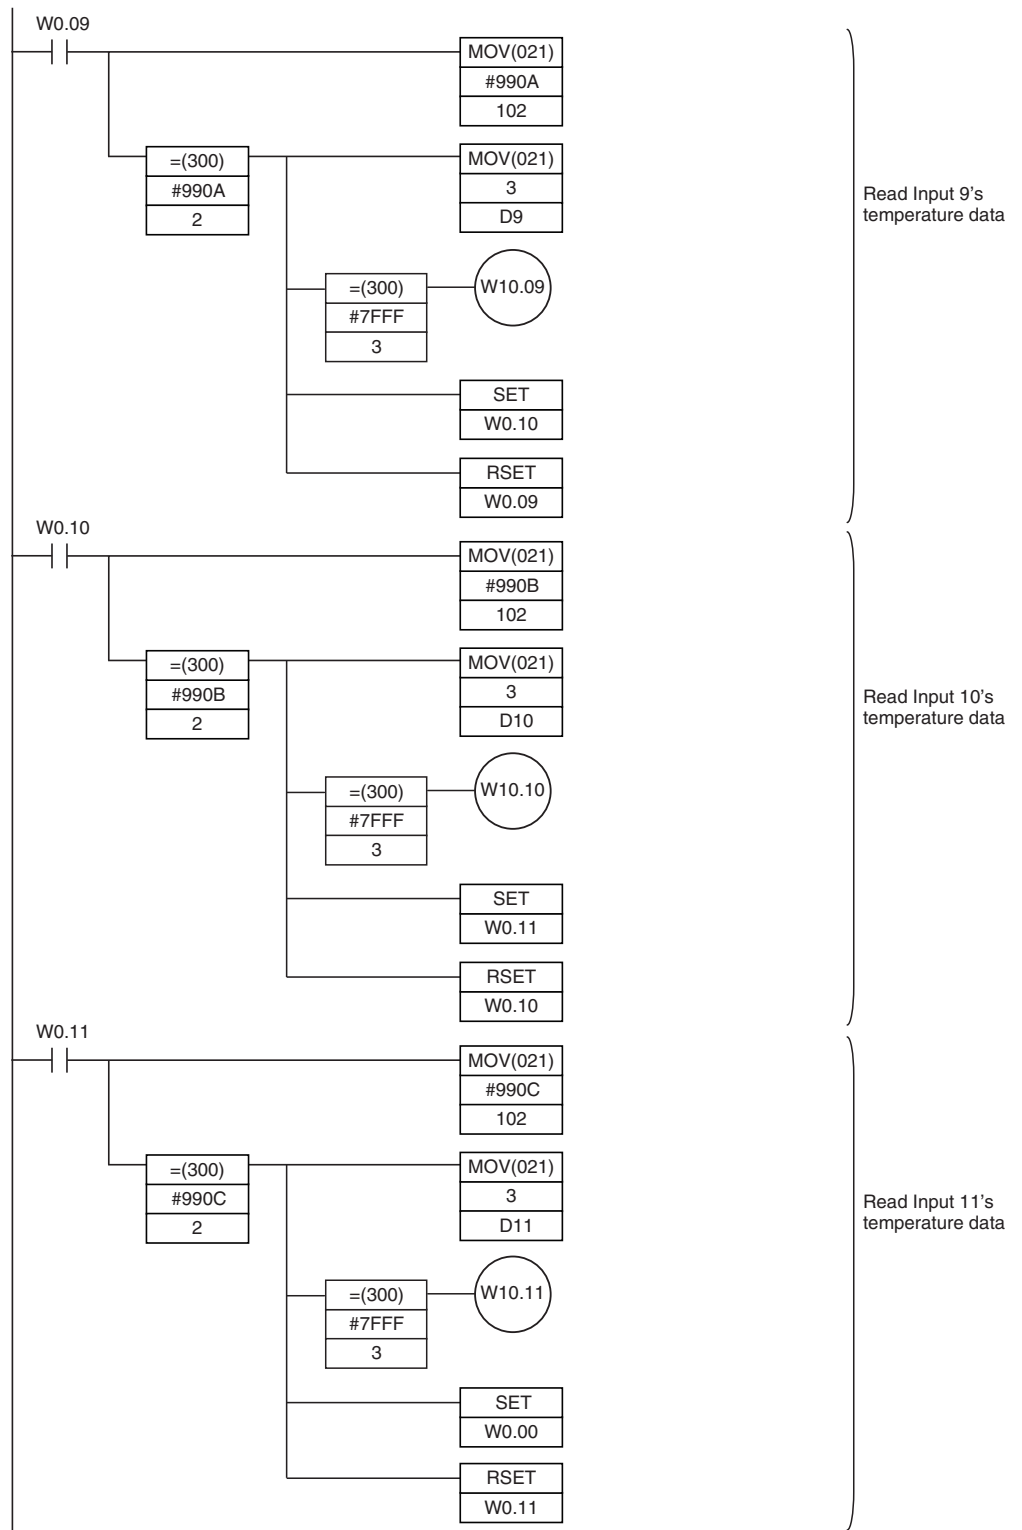 W0.09
MOV(021)
#990A
102
=(300)
#990A
2
MOV(021)
3
D9
Read Input 9's
temperature data
=(300)
#7FFF
3
W10.09
SET
W0.10
RSET
W0.09
W0.10
MOV(021)
#990B
102
=(300)
#990B
2
MOV(021)
3
D10
Read Input 10's
temperature data
=(300)
#7FFF
3
W10.10
SET
W0.11
RSET
W0.10
W0.11
MOV(021)
#990C
102
=(300)
#990C
2
MOV(021)
3
D11
Read Input 11's
temperature data
=(300)
#7FFF
3
W10.11
SET
W0.00
RSET
W0.11